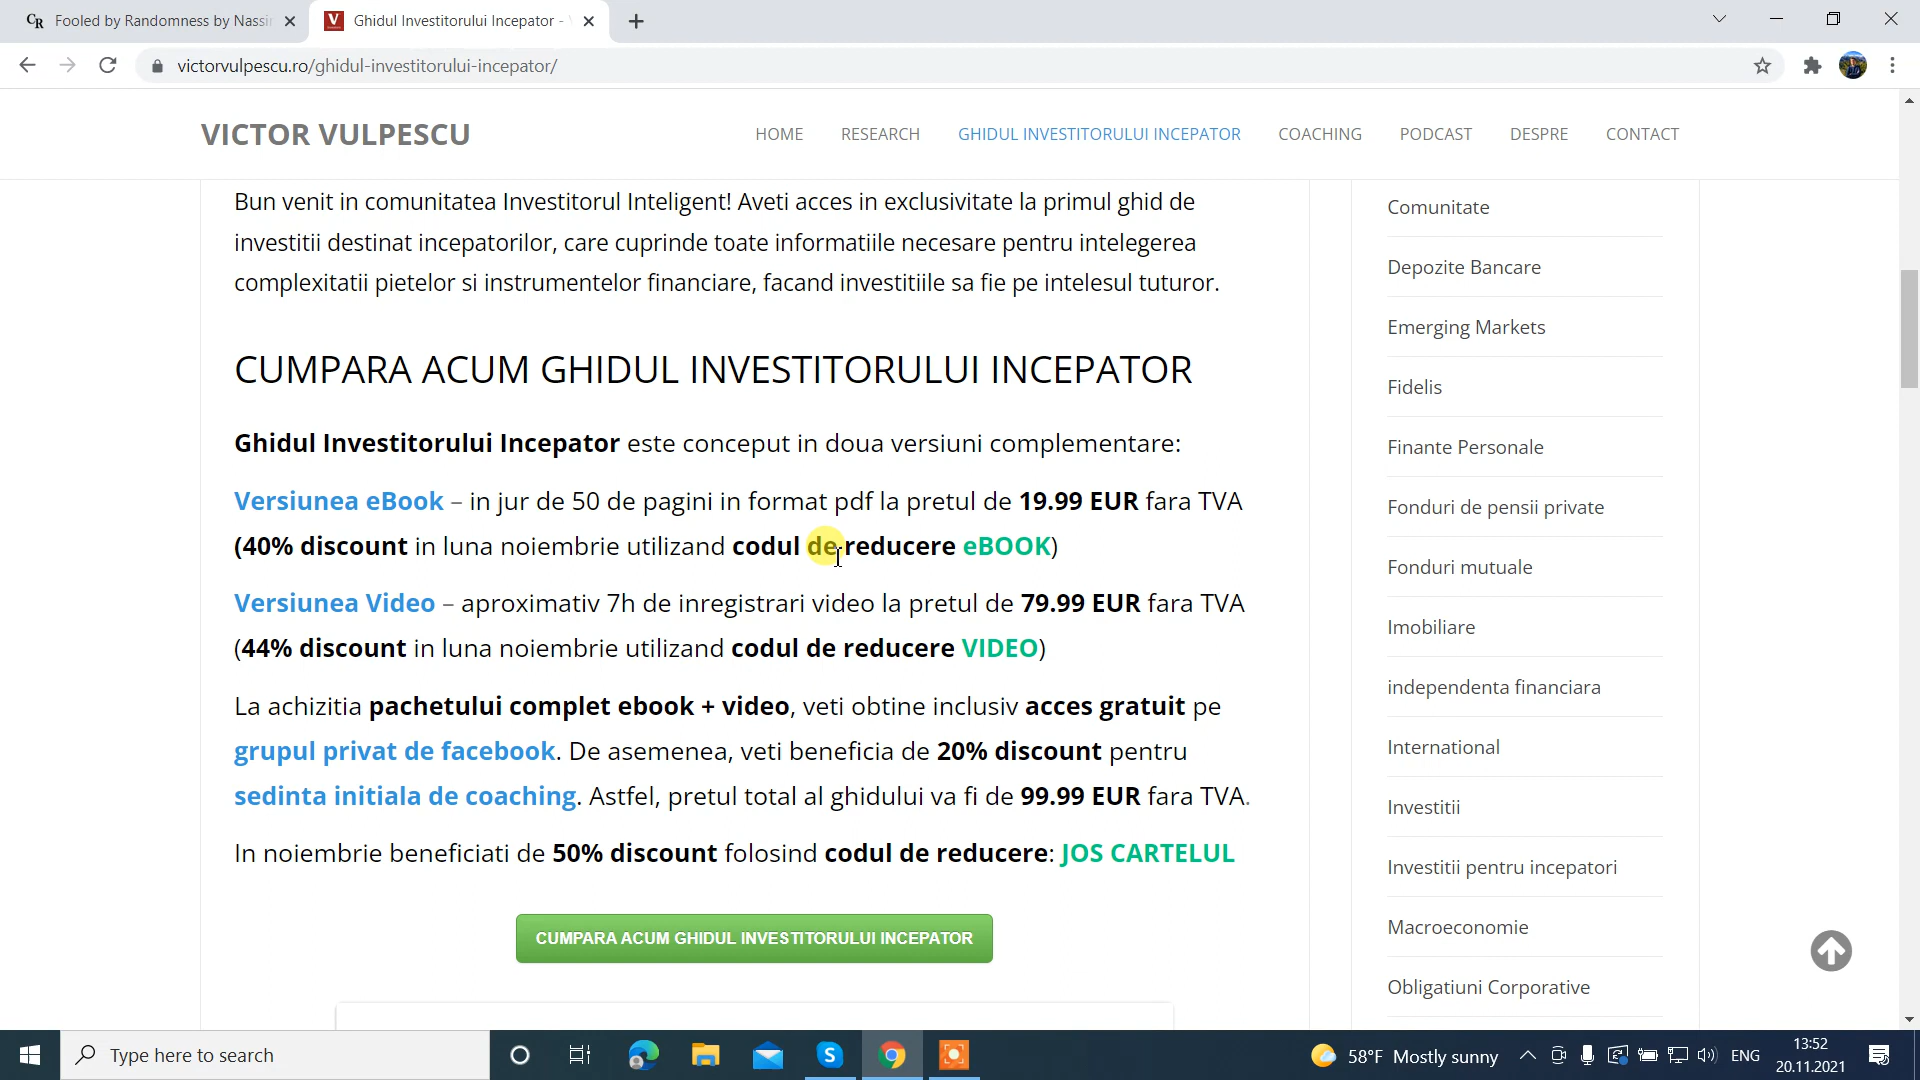 Fooled by Randomness by Nassi
Ghidul Investitorului Incepator -
victorvulpescu.ro/ghidul-investitorului-incepator/
VICTOR VULPESCU
HOME
RESEARCH
GHIDUL INVESTITORULUI INCEPATOR
COACHING
PODCAST
DESPRE
CONTACT
Bun venit in comunitatea Investitorul Inteligent! Aveti acces in exclusivitate la primul ghid de
investitii destinat incepatorilor, care cuprinde toate informatiile necesare pentru intelegerea
complexitatii pietelor si instrumentelor financiare, facand investitiile sa fie pe intelesul tuturor.
CUMPARA ACUM GHIDUL INVESTITORULUI INCEPATOR
Ghidul Investitorului Incepator este conceput in doua versiuni complementare:
Versiunea eBook – in jur de 50 de pagini in format pdf la pretul de 19.99 EUR fara TVA
(40% discount in luna noiembrie utilizand codul de reducere eBOOK)
Versiunea Video – aproximativ 7h de inregistrari video la pretul de 79.99 EUR fara TVA
(44% discount in luna noiembrie utilizand codul de reducere VIDEO)
La achizitia pachetului complet ebook + video, veti obtine inclusiv acces gratuit pe
grupul privat de facebook. De asemenea, veti beneficia de 20% discount pentru
sedinta initiala de coaching. Astfel, pretul total al ghidului va fi de 99.99 EUR fara TVA.
In noiembrie beneficiati de 50% discount folosind codul de reducere: JOS CARTELUL
CUMPARA ACUM GHIDUL INVESTITORULUI INCEPATOR
Comunitate
Depozite Bancare
Emerging Markets
Fidelis
Finante Personale
Fonduri de pensii private
Fonduri mutuale
Imobiliare
independenta financiara
International
Investitii
Investitii pentru incepatori
Macroeconomie
Obligatiuni Corporative
Type here to search
58°F Mostly sunny
ENG
13:52
20.11.2021